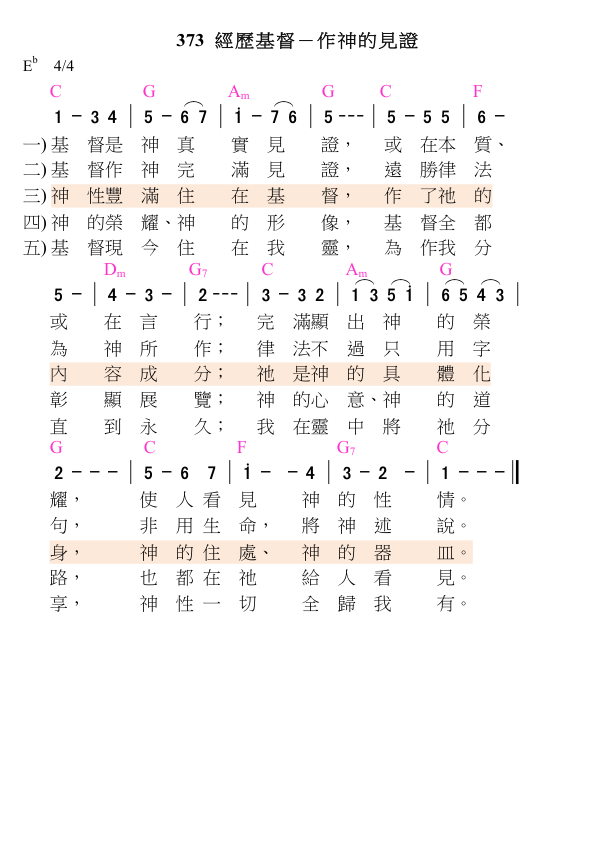 373 經歷基督－作神的見證
E♭ 4/4
C G Am G C F
1 – 3 4 | 5 – 6 7 | i – 7 6 | 5 - - - | 5 – 5 5 | 6 –
一) 基 督是 神 真 實 見 證， 或 在本 質、
二) 基 督作 神 完 滿 見 證， 遠 勝律 法
三) 神 性豐 滿 住 在 基 督， 作 了祂 的
四) 神 的榮 耀、神 的 形 像， 基 督全 都
五) 基 督現 今 住 在 我 靈， 為 作我 分
Dm G7 C Am G
5 – | 4 – 3 – | 2 - - - | 3 – 3 2 | 1 3 5 i | 6 5 4 3 |
或 在 言 行； 完 滿顯 出 神 的 榮
為 神 所 作； 律 法不 過 只 用 字
內 容 成 分； 祂 是神 的 具 體 化
彰 顯 展 覽； 神 的心 意、神 的 道
直 到 永 久； 我 在靈 中 將 祂 分
G C F G7 C
2 – – – | 5 – 6 7 | i – – 4 | 3 – 2 – | 1 – – – ‖
耀， 使 人 看 見 神 的 性 情。
句， 非 用 生 命， 將 神 述 說。
身， 神 的 住 處、 神 的 器 皿。
路， 也 都 在 祂 給 人 看 見。
享， 神 性 一 切 全 歸 我 有。